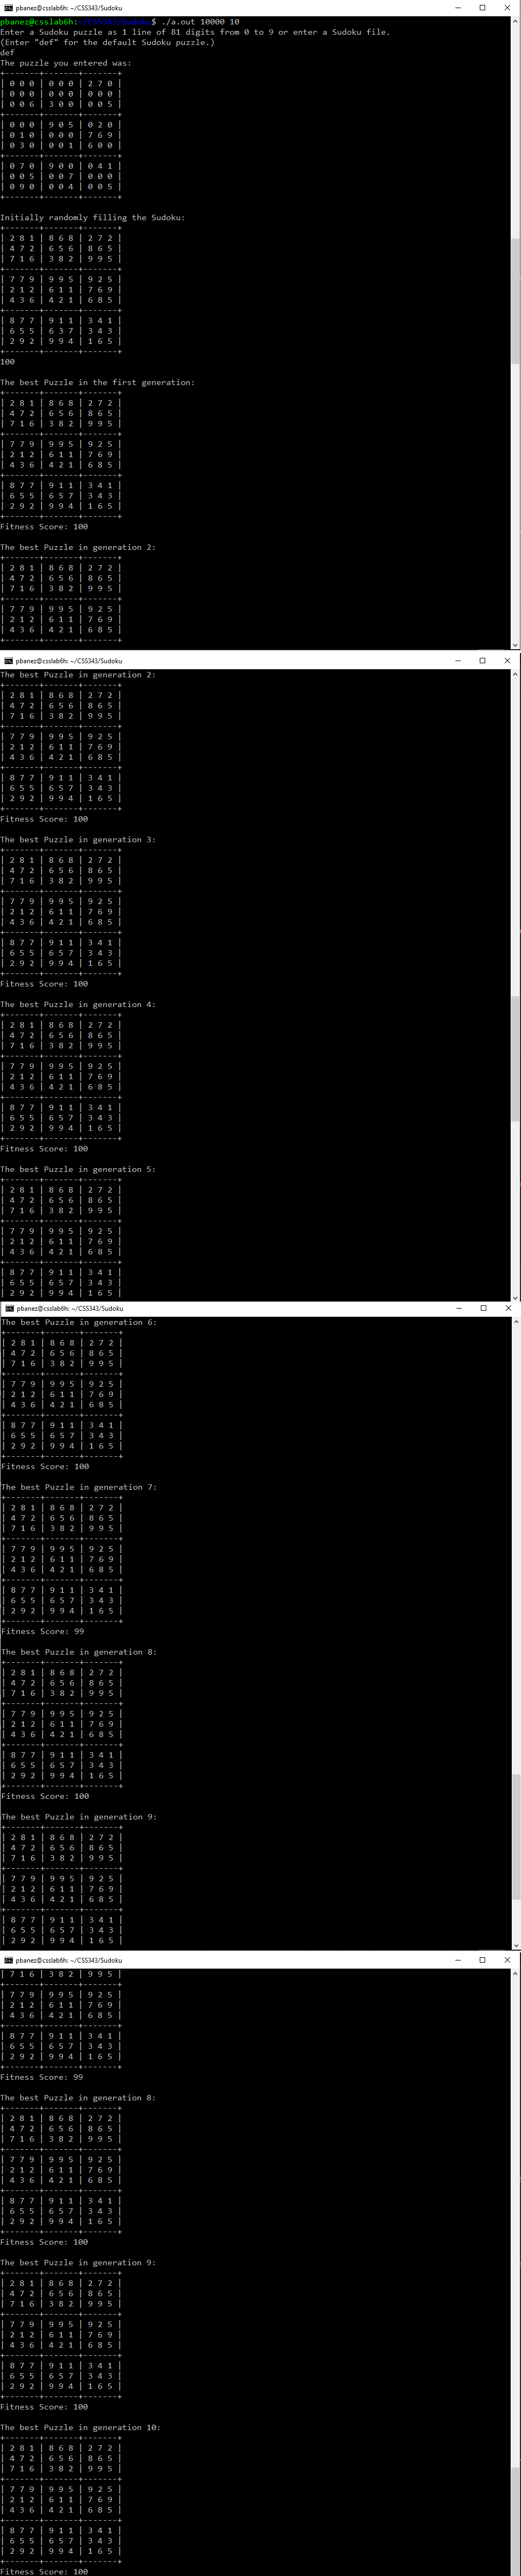 pbanez@csslab6h: ~/CSS343/Sudoku
pbanez@csslab6h:~/CSS343/Sudoku$ ./a.out 10000 10
Enter a Sudoku puzzle as 1 line of 81 digits from 0 to 9 or enter a Sudoku file.
(Enter "def" for the default Sudoku puzzle.)
def
The puzzle you entered was:
+-------+-------+-------+
| 0 0 0 | 0 0 0 | 2 7 0 |
| 0 0 0 | 0 0 0 | 0 0 0 |
| 0 0 6 | 3 0 0 | 0 0 5 |
+-------+-------+-------+
| 0 0 0 | 9 0 5 | 0 2 0 |
| 0 1 0 | 0 0 0 | 7 6 9 |
| 0 3 0 | 0 0 1 | 6 0 0 |
+-------+-------+-------+
| 0 7 0 | 9 0 0 | 0 4 1 |
| 0 0 5 | 0 0 7 | 0 0 0 |
| 0 9 0 | 0 0 4 | 0 0 5 |
+-------+-------+-------+
Initially randomly filling the Sudoku:
+-------+-------+-------+
| 2 8 1 | 8 6 8 | 2 7 2 |
| 4 7 2 | 6 5 6 | 8 6 5 |
| 7 1 6 | 3 8 2 | 9 9 5 |
+-------+-------+-------+
| 7 7 9 | 9 9 5 | 9 2 5 |
| 2 1 2 | 6 1 1 | 7 6 9 |
| 4 3 6 | 4 2 1 | 6 8 5 |
+-------+-------+-------+
| 8 7 7 | 9 1 1 | 3 4 1 |
| 6 5 5 | 6 3 7 | 3 4 3 |
| 2 9 2 | 9 9 4 | 1 6 5 |
+-------+-------+-------+
100
The best Puzzle in the first generation:
+-------+-------+-------+
| 2 8 1 | 8 6 8 | 2 7 2 |
| 4 7 2 | 6 5 6 | 8 6 5 |
| 7 1 6 | 3 8 2 | 9 9 5 |
+-------+-------+-------+
| 7 7 9 | 9 9 5 | 9 2 5 |
| 2 1 2 | 6 1 1 | 7 6 9 |
| 4 3 6 | 4 2 1 | 6 8 5 |
+-------+-------+-------+
| 8 7 7 | 9 1 1 | 3 4 1 |
| 6 5 5 | 6 5 7 | 3 4 3 |
| 2 9 2 | 9 9 4 | 1 6 5 |
+-------+-------+-------+
Fitness Score: 100
The best Puzzle in generation 2:
+-------+-------+-------+
| 2 8 1 | 8 6 8 | 2 7 2 |
| 4 7 2 | 6 5 6 | 8 6 5 |
| 7 1 6 | 3 8 2 | 9 9 5 |
+-------+-------+-------+
| 7 7 9 | 9 9 5 | 9 2 5 |
| 2 1 2 | 6 1 1 | 7 6 9 |
| 4 3 6 | 4 2 1 | 6 8 5 |
+-------+-------+-------+
pbanez@csslab6h: ~/CSS343/Sudoku
The best Puzzle in generation 2:
+-------+-------+-------+
| 2 8 1 | 8 6 8 | 2 7 2 |
| 4 7 2 | 6 5 6 | 8 6 5 |
| 7 1 6 | 3 8 2 | 9 9 5 |
+-------+-------+-------+
| 7 7 9 | 9 9 5 | 9 2 5 |
| 2 1 2 | 6 1 1 | 7 6 9 |
| 4 3 6 | 4 2 1 | 6 8 5 |
+-------+-------+-------+
| 8 7 7 | 9 1 1 | 3 4 1 |
| 6 5 5 | 6 5 7 | 3 4 3 |
| 2 9 2 | 9 9 4 | 1 6 5 |
+-------+-------+-------+
Fitness Score: 100
The best Puzzle in generation 3:
+-------+-------+-------+
| 2 8 1 | 8 6 8 | 2 7 2 |
| 4 7 2 | 6 5 6 | 8 6 5 |
| 7 1 6 | 3 8 2 | 9 9 5 |
+-------+-------+-------+
| 7 7 9 | 9 9 5 | 9 2 5 |
| 2 1 2 | 6 1 1 | 7 6 9 |
| 4 3 6 | 4 2 1 | 6 8 5 |
+-------+-------+-------+
| 8 7 7 | 9 1 1 | 3 4 1 |
| 6 5 5 | 6 5 7 | 3 4 3 |
| 2 9 2 | 9 9 4 | 1 6 5 |
+-------+-------+-------+
Fitness Score: 100
The best Puzzle in generation 4:
+-------+-------+-------+
| 2 8 1 | 8 6 8 | 2 7 2 |
| 4 7 2 | 6 5 6 | 8 6 5 |
| 7 1 6 | 3 8 2 | 9 9 5 |
+-------+-------+-------+
| 7 7 9 | 9 9 5 | 9 2 5 |
| 2 1 2 | 6 1 1 | 7 6 9 |
| 4 3 6 | 4 2 1 | 6 8 5 |
+-------+-------+-------+
| 8 7 7 | 9 1 1 | 3 4 1 |
| 6 5 5 | 6 5 7 | 3 4 3 |
| 2 9 2 | 9 9 4 | 1 6 5 |
+-------+-------+-------+
Fitness Score: 100
The best Puzzle in generation 5:
+-------+-------+-------+
| 2 8 1 | 8 6 8 | 2 7 2 |
| 4 7 2 | 6 5 6 | 8 6 5 |
| 7 1 6 | 3 8 2 | 9 9 5 |
+-------+-------+-------+
| 7 7 9 | 9 9 5 | 9 2 5 |
| 2 1 2 | 6 1 1 | 7 6 9 |
| 4 3 6 | 4 2 1 | 6 8 5 |
+-------+-------+-------+
| 8 7 7 | 9 1 1 | 3 4 1 |
| 6 5 5 | 6 5 7 | 3 4 3 |
| 2 9 2 | 9 9 4 | 1 6 5 |
pbanez@csslab6h: ~/CSS343/Sudoku
The best Puzzle in generation 6:
+-------+-------+-------+
| 2 8 1 | 8 6 8 | 2 7 2 |
| 4 7 2 | 6 5 6 | 8 6 5 |
| 7 1 6 | 3 8 2 | 9 9 5 |
+-------+-------+-------+
| 7 7 9 | 9 9 5 | 9 2 5 |
| 2 1 2 | 6 1 1 | 7 6 9 |
| 4 3 6 | 4 2 1 | 6 8 5 |
+-------+-------+-------+
| 8 7 7 | 9 1 1 | 3 4 1 |
| 6 5 5 | 6 5 7 | 3 4 3 |
| 2 9 2 | 9 9 4 | 1 6 5 |
+-------+-------+-------+
Fitness Score: 100
The best Puzzle in generation 7:
+-------+-------+-------+
| 2 8 1 | 8 6 8 | 2 7 2 |
| 4 7 2 | 6 5 6 | 8 6 5 |
| 7 1 6 | 3 8 2 | 9 9 5 |
+-------+-------+-------+
| 7 7 9 | 9 9 5 | 9 2 5 |
| 2 1 2 | 6 1 1 | 7 6 9 |
| 4 3 6 | 4 2 1 | 6 8 5 |
+-------+-------+-------+
| 8 7 7 | 9 1 1 | 3 4 1 |
| 6 5 5 | 6 5 7 | 3 4 3 |
| 2 9 2 | 9 9 4 | 1 6 5 |
+-------+-------+-------+
Fitness Score: 99
The best Puzzle in generation 8:
+-------+-------+-------+
| 2 8 1 | 8 6 8 | 2 7 2 |
| 4 7 2 | 6 5 6 | 8 6 5 |
| 7 1 6 | 3 8 2 | 9 9 5 |
+-------+-------+-------+
| 7 7 9 | 9 9 5 | 9 2 5 |
| 2 1 2 | 6 1 1 | 7 6 9 |
| 4 3 6 | 4 2 1 | 6 8 5 |
+-------+-------+-------+
| 8 7 7 | 9 1 1 | 3 4 1 |
| 6 5 5 | 6 5 7 | 3 4 3 |
| 2 9 2 | 9 9 4 | 1 6 5 |
+-------+-------+-------+
Fitness Score: 100
The best Puzzle in generation 9:
+-------+-------+-------+
| 2 8 1 | 8 6 8 | 2 7 2 |
| 4 7 2 | 6 5 6 | 8 6 5 |
| 7 1 6 | 3 8 2 | 9 9 5 |
+-------+-------+-------+
| 7 7 9 | 9 9 5 | 9 2 5 |
| 2 1 2 | 6 1 1 | 7 6 9 |
| 4 3 6 | 4 2 1 | 6 8 5 |
+-------+-------+-------+
| 8 7 7 | 9 1 1 | 3 4 1 |
| 6 5 5 | 6 5 7 | 3 4 3 |
| 2 9 2 | 9 9 4 | 1 6 5 |
pbanez@csslab6h: ~/CSS343/Sudoku
| 7 1 6 | 3 8 2 | 9 9 5 |
+-------+-------+-------+
| 7 7 9 | 9 9 5 | 9 2 5 |
| 2 1 2 | 6 1 1 | 7 6 9 |
| 4 3 6 | 4 2 1 | 6 8 5 |
+-------+-------+-------+
| 8 7 7 | 9 1 1 | 3 4 1 |
| 6 5 5 | 6 5 7 | 3 4 3 |
| 2 9 2 | 9 9 4 | 1 6 5 |
+-------+-------+-------+
Fitness Score: 99
The best Puzzle in generation 8:
+-------+-------+-------+
| 2 8 1 | 8 6 8 | 2 7 2 |
| 4 7 2 | 6 5 6 | 8 6 5 |
| 7 1 6 | 3 8 2 | 9 9 5 |
+-------+-------+-------+
| 7 7 9 | 9 9 5 | 9 2 5 |
| 2 1 2 | 6 1 1 | 7 6 9 |
| 4 3 6 | 4 2 1 | 6 8 5 |
+-------+-------+-------+
| 8 7 7 | 9 1 1 | 3 4 1 |
| 6 5 5 | 6 5 7 | 3 4 3 |
| 2 9 2 | 9 9 4 | 1 6 5 |
+-------+-------+-------+
Fitness Score: 100
The best Puzzle in generation 9:
+-------+-------+-------+
| 2 8 1 | 8 6 8 | 2 7 2 |
| 4 7 2 | 6 5 6 | 8 6 5 |
| 7 1 6 | 3 8 2 | 9 9 5 |
+-------+-------+-------+
| 7 7 9 | 9 9 5 | 9 2 5 |
| 2 1 2 | 6 1 1 | 7 6 9 |
| 4 3 6 | 4 2 1 | 6 8 5 |
+-------+-------+-------+
| 8 7 7 | 9 1 1 | 3 4 1 |
| 6 5 5 | 6 5 7 | 3 4 3 |
| 2 9 2 | 9 9 4 | 1 6 5 |
+-------+-------+-------+
Fitness Score: 100
The best Puzzle in generation 10:
+-------+-------+-------+
| 2 8 1 | 8 6 8 | 2 7 2 |
| 4 7 2 | 6 5 6 | 8 6 5 |
| 7 1 6 | 3 8 2 | 9 9 5 |
+-------+-------+-------+
| 7 7 9 | 9 9 5 | 9 2 5 |
| 2 1 2 | 6 1 1 | 7 6 9 |
| 4 3 6 | 4 2 1 | 6 8 5 |
+-------+-------+-------+
| 8 7 7 | 9 1 1 | 3 4 1 |
| 6 5 5 | 6 5 7 | 3 4 3 |
| 2 9 2 | 9 9 4 | 1 6 5 |
+-------+-------+-------+
Fitness Score: 100